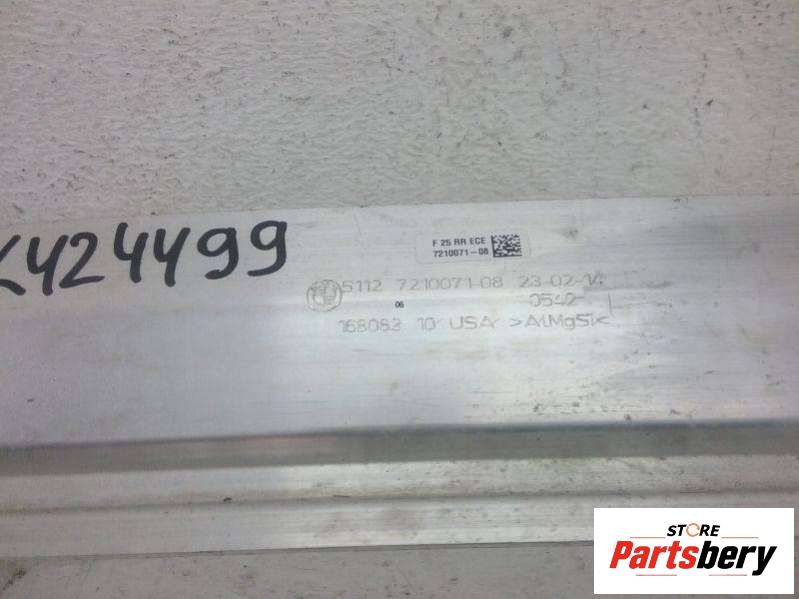 K424499
F 25 RR ECE
7210071-08
5112 7210071 08 23-02-14
06 0542
168083 10 USA >AlMgSi<
STORE
Partsbery